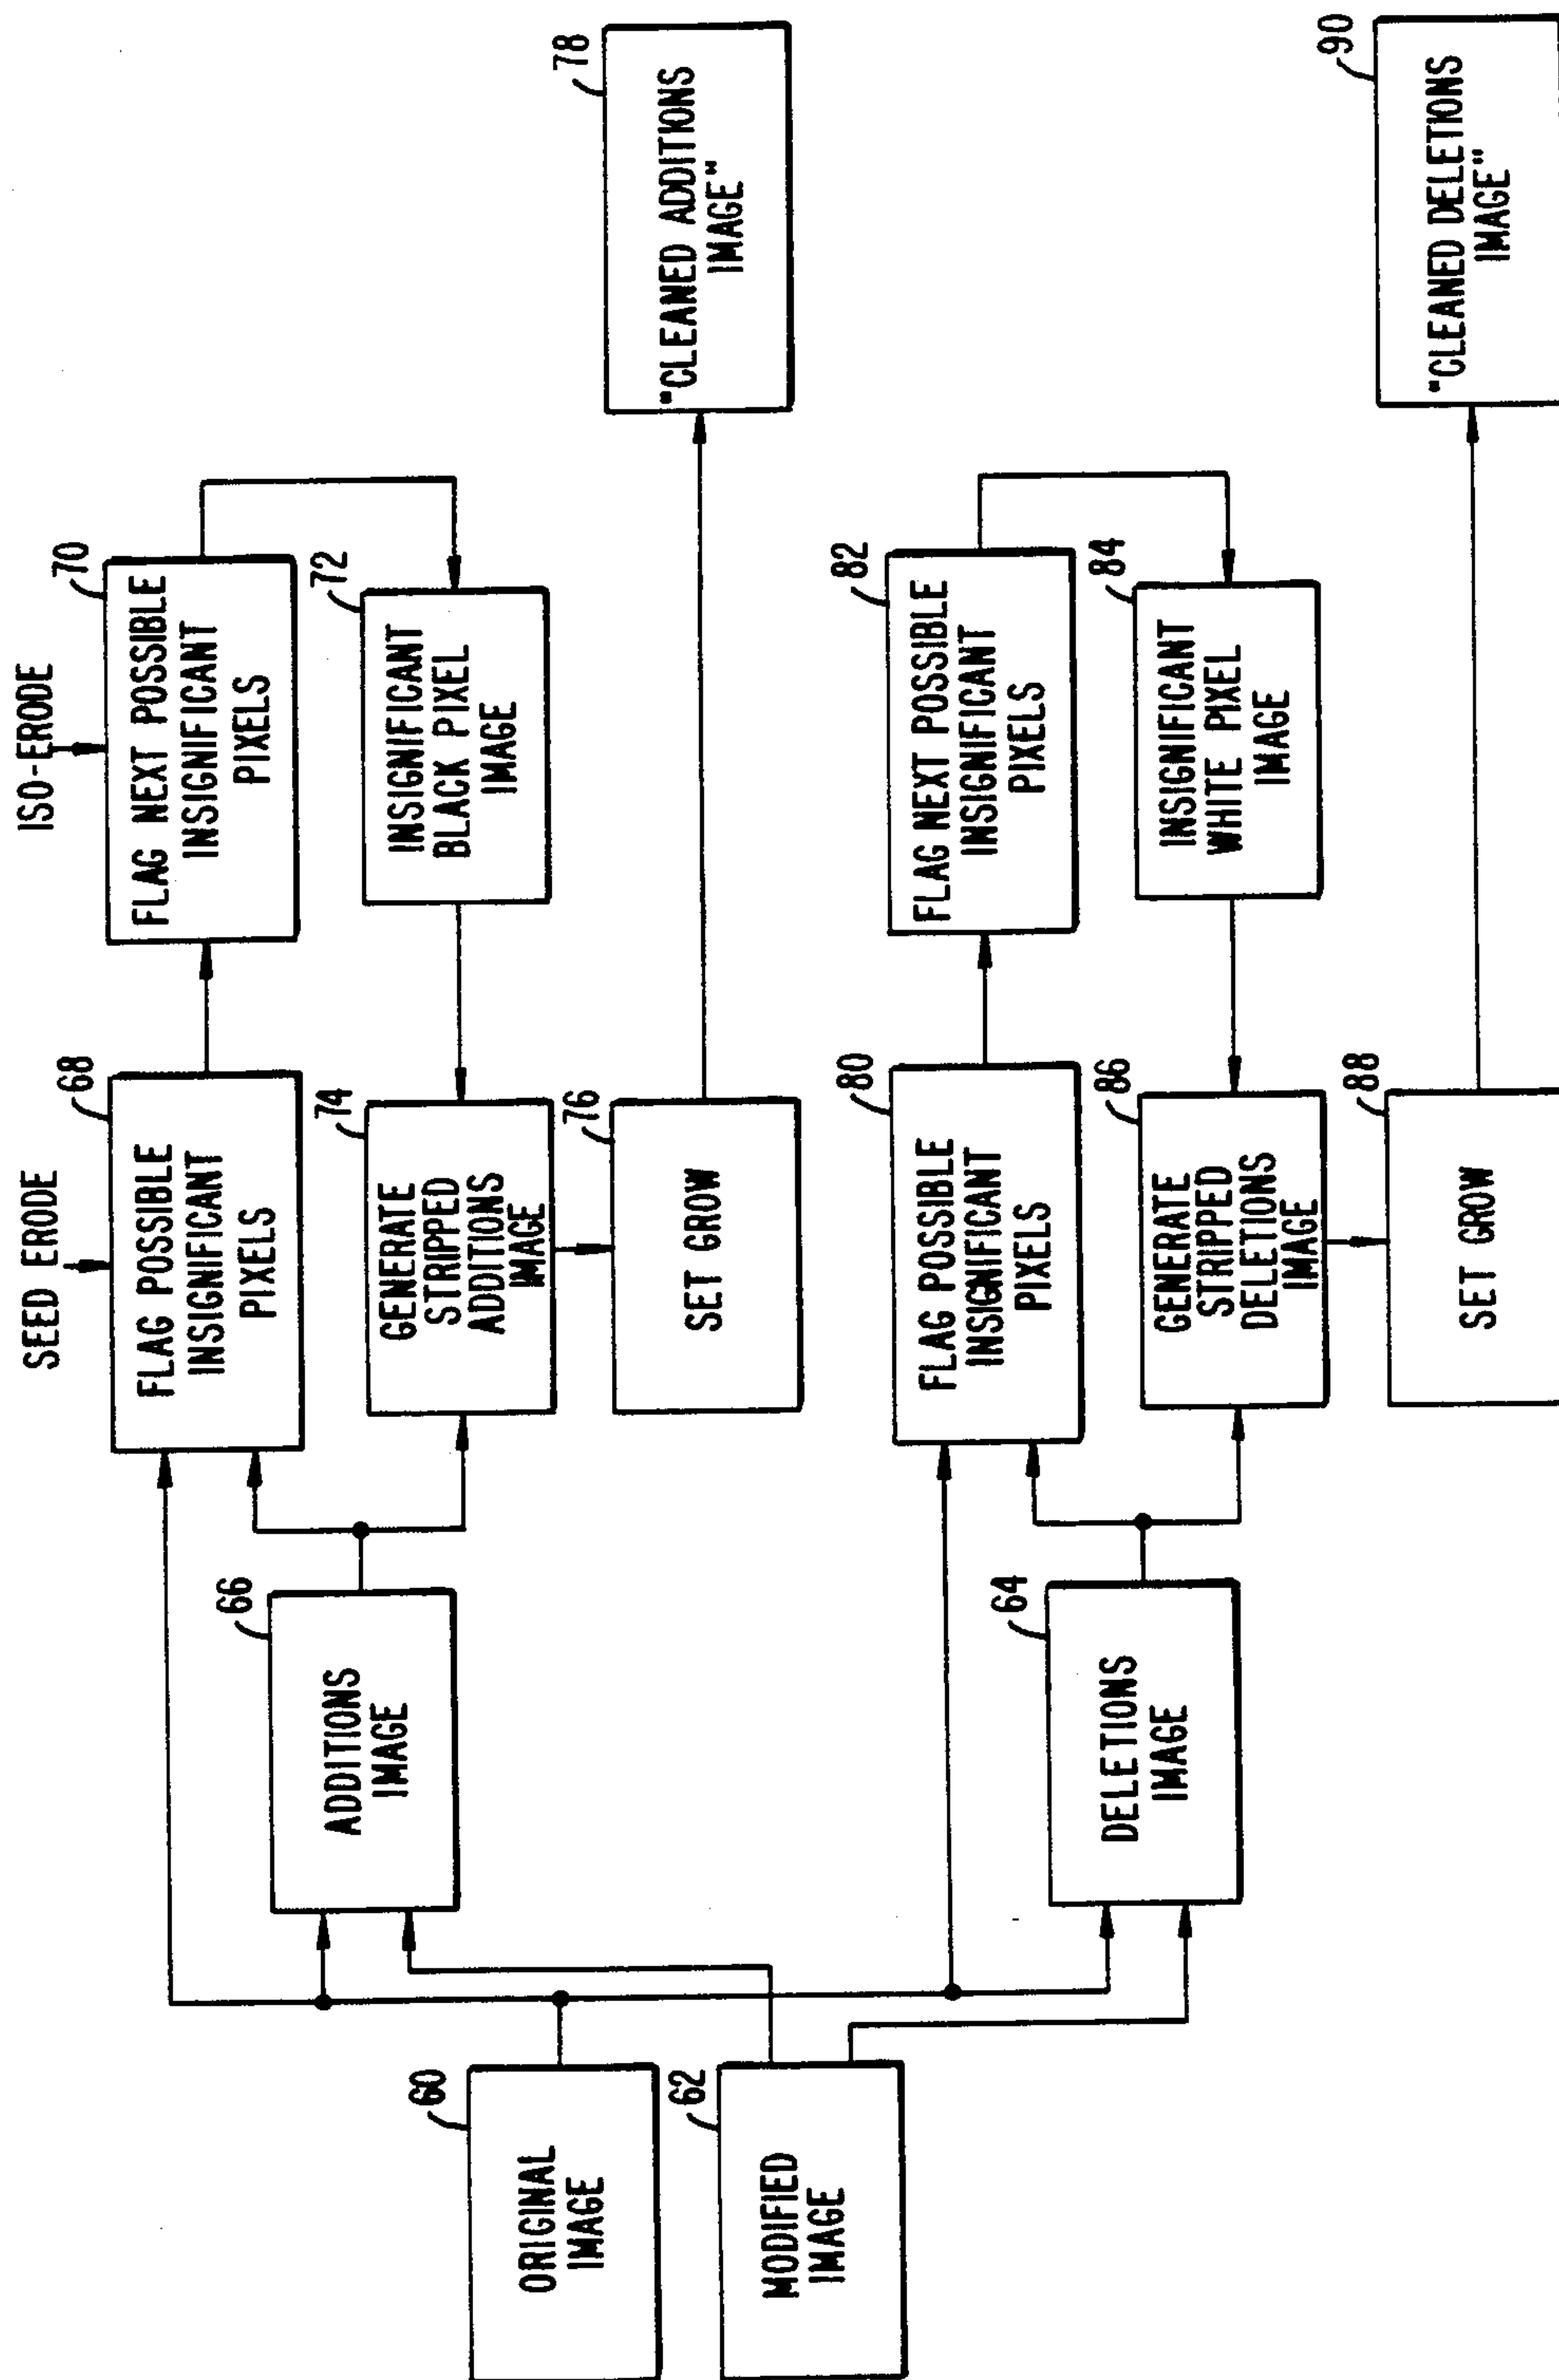 ORIGINAL
IMAGE
60
MODIFIED
IMAGE
62
ADDITIONS
IMAGE
66
DELETIONS
IMAGE
64
SEED ERODE
FLAG POSSIBLE
INSIGNIFICANT
PIXELS
68
ISO-ERODE
FLAG NEXT POSSIBLE
INSIGNIFICANT
PIXELS
70
INSIGNIFICANT
BLACK PIXEL
IMAGE
72
GENERATE
STRIPPED
ADDITIONS
IMAGE
74
SET GROW
76
"CLEANED ADDITIONS
IMAGE"
78
FLAG POSSIBLE
INSIGNIFICANT
PIXELS
80
FLAG NEXT POSSIBLE
INSIGNIFICANT
PIXELS
82
INSIGNIFICANT
WHITE PIXEL
IMAGE
84
GENERATE
STRIPPED
DELETIONS
IMAGE
86
SET GROW
88
"CLEANED DELETIONS
IMAGE"
90